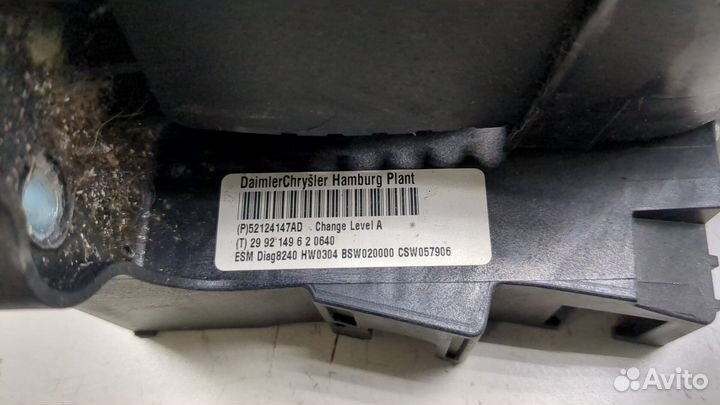 DaimlerChrysler Hamburg Plant
(P)52124147AD . Change Level A
(T) 29 92 149 6 2 0640
ESM Diag8240 HW0304 BSW020000 CSW057906
Avito